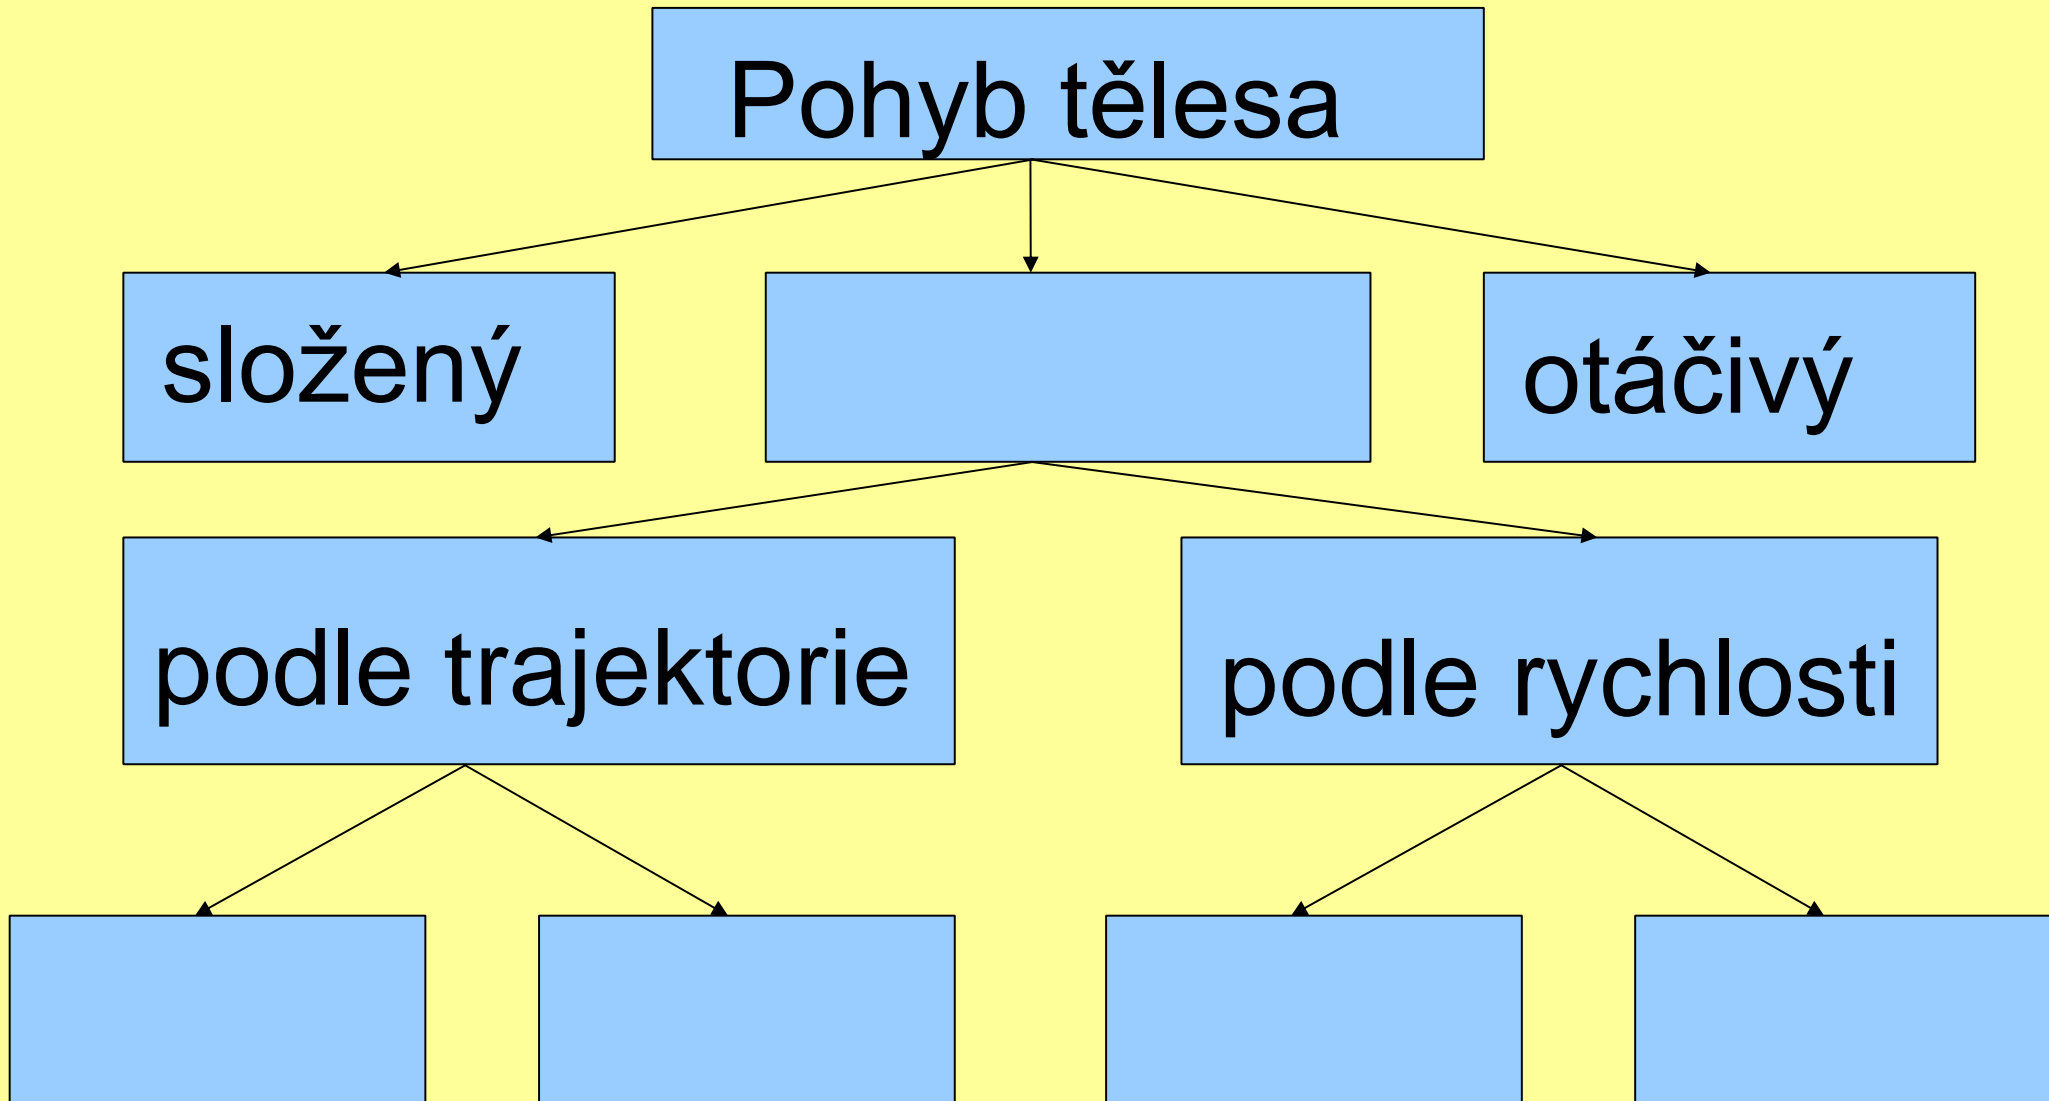 Pohyb tělesa
složený
otáčivý
podle trajektorie
podle rychlosti